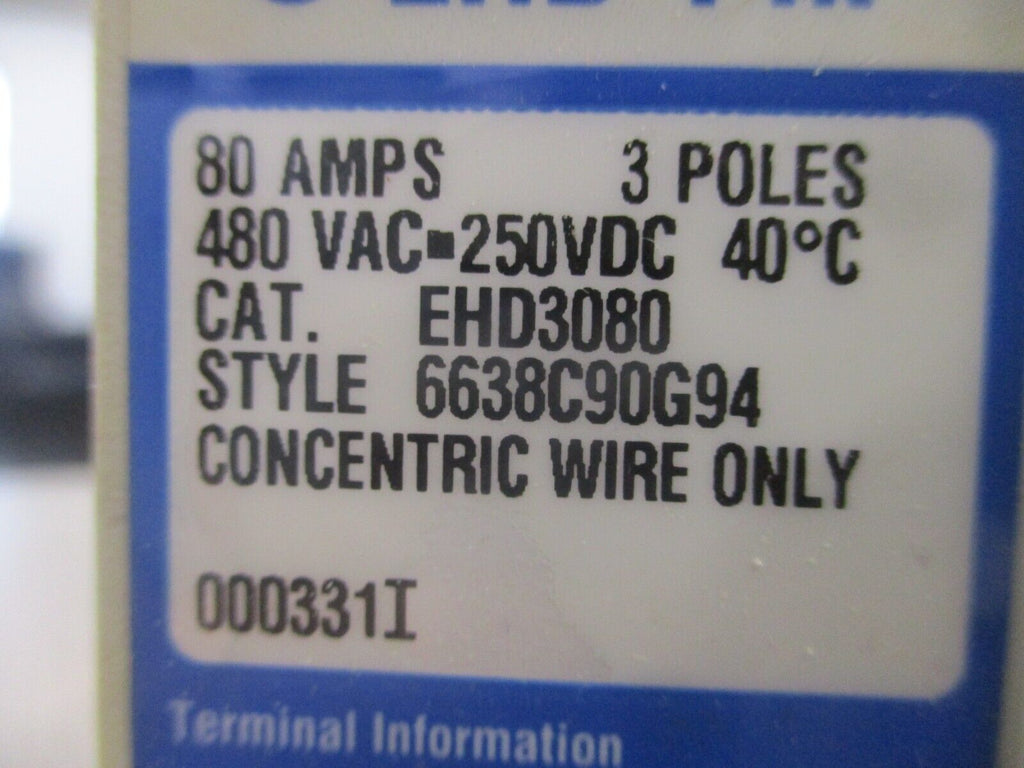 80 AMPS 3 POLES
480 VAC▪250VDC 40°C
CAT. EHD3080
STYLE 6638C90G94
CONCENTRIC WIRE ONLY
000331I
Terminal Information